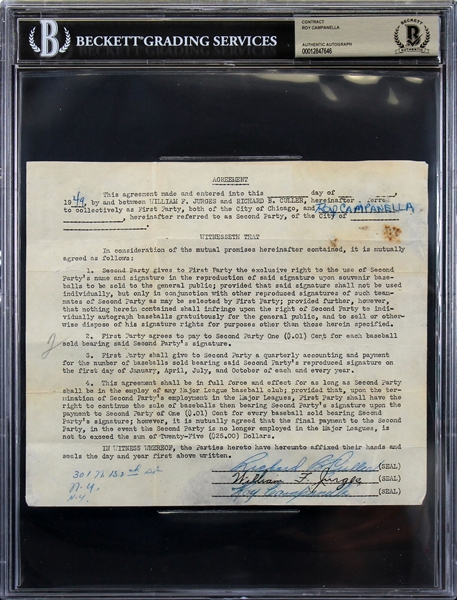 BECKETT GRADING SERVICES
CONTRACT
ROY CAMPANELLA
AUTHENTIC AUTOGRAPH
00012847646
BECKETT
AUTHENTIC
AGREEMENT
This agreement made and entered into this day of ,
1949, by and between WILLIAM F. JURGES and RICHARD B. CULLEN, hereinafter referred
to collectively as First Party, both of the City of Chicago, and ROY CAMPANELLA
, hereinafter referred to as Second Party, of the City of
WITNESSETH THAT
In consideration of the mutual promises hereinafter contained, it is mutually
agreed as follows:
1. Second Party gives to First Party the exclusive right to the use of Second
Party's name and signature in the reproduction of said signature upon souvenir base-
balls to be sold to the general public; provided that said signature shall not be used
individually, but only in conjunction with other reproduced signatures of such team-
mates of Second Party as may be selected by First Party; provided further, however,
that nothing herein contained shall infringe upon the right of Second Party to in-
dividually autograph baseballs gratuitously for the general public, and to sell or other-
wise dispose of his signature rights for purposes other than those herein specified.
2. First Party agrees to pay to Second Party One ($.01) Cent for each baseball
sold bearing said Second Party's signature.
3. First Party shall give to Second Party a quarterly accounting and payment
for the number of baseballs sold bearing said Second Party's reproduced signature on
the first day of January, April, July, and October of each and every year.
4. This agreement shall be in full force and effect for as long as Second Party
shall be in the employ of any Major League baseball club; provided that, upon the ter-
mination of Second Party's employment in the Major Leagues, First Party shall have the
right to continue the sale of baseballs then bearing Second Party's signature upon the
payment to Second Party of One ($.01) Cent for every baseball sold bearing Second
Party's signature; however, it is mutually agreed that the final payment to the Second
Party, in the event the Second Party is no longer employed in the Major Leagues, is
not to exceed the sum of Twenty-Five ($25.00) Dollars.
IN WITNESS WHEREOF, the Parties hereto have hereunto affixed their hands and
seals the day and year first above written.
Richard B. Cullen (SEAL)
William F. Jurges (SEAL)
Roy Campanella (SEAL)
N.Y.
N.Y.